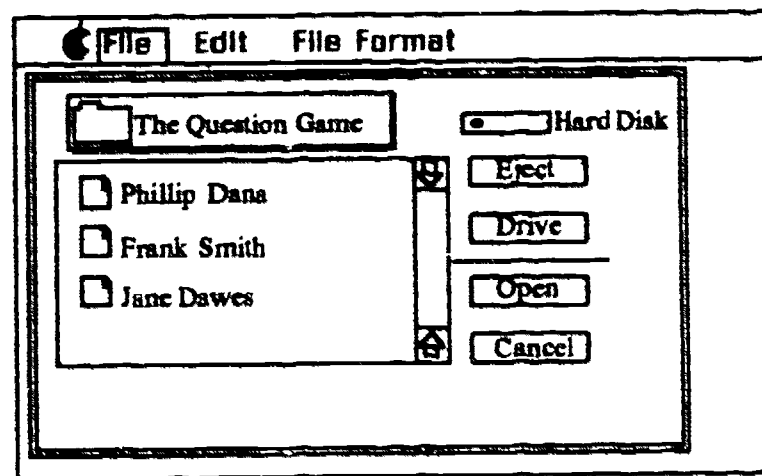 File Edit File Format
The Question Game
Hard Disk
Phillip Dana
Frank Smith
Jane Dawes
Eject
Drive
Open
Cancel